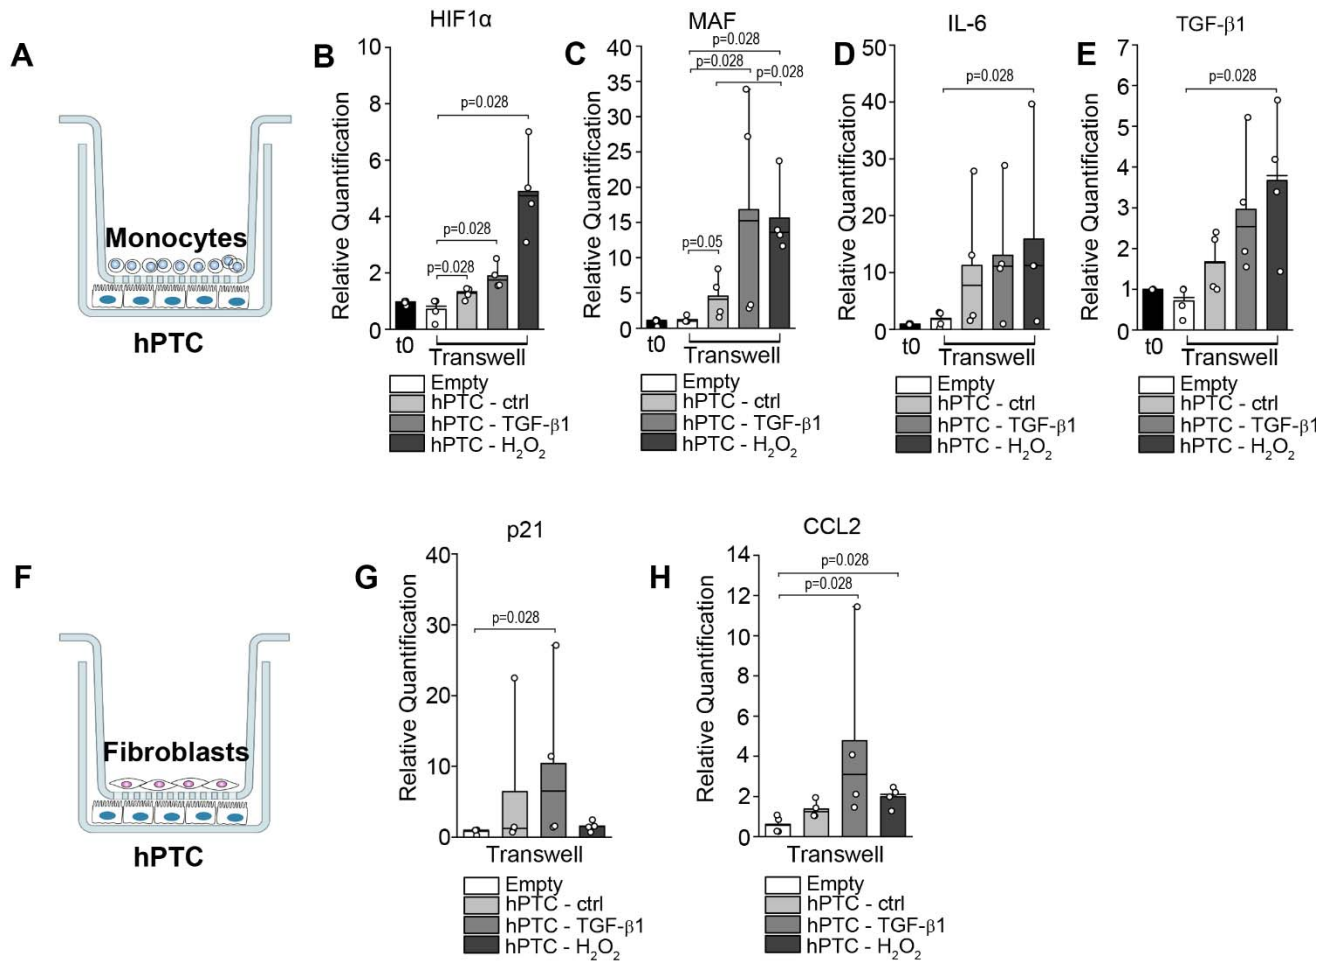 A
Monocytes
hPTC
B
HIF1α
Relative Quantification
10
8
6
4
2
0
p=0.028
p=0.028
p=0.028
t0
Transwell
Empty
hPTC - ctrl
hPTC - TGF-β1
hPTC - H₂O₂
C
MAF
Relative Quantification
40
35
30
25
20
15
10
5
0
p=0.028
p=0.028
p=0.028
p=0.05
Transwell
Empty
hPTC - ctrl
hPTC - TGF-β1
hPTC - H₂O₂
D
IL-6
Relative Quantification
50
40
30
20
10
0
p=0.028
t0
Transwell
Empty
hPTC - ctrl
hPTC - TGF-β1
hPTC - H₂O₂
E
TGF-β1
Relative Quantification
7
6
5
4
3
2
1
0
p=0.028
t0
Transwell
Empty
hPTC - ctrl
hPTC - TGF-β1
hPTC - H₂O₂
F
Fibroblasts
hPTC
G
p21
Relative Quantification
40
30
20
10
0
p=0.028
Transwell
Empty
hPTC - ctrl
hPTC - TGF-β1
hPTC - H₂O₂
H
CCL2
Relative Quantification
14
12
10
8
6
4
2
0
p=0.028
p=0.028
Transwell
Empty
hPTC - ctrl
hPTC - TGF-β1
hPTC - H₂O₂